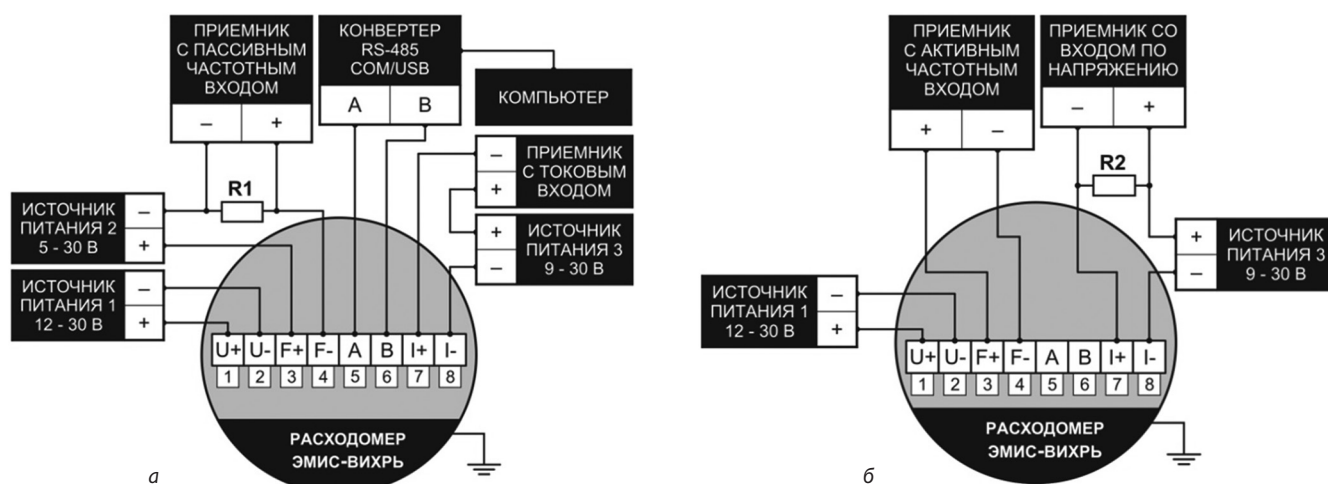 ПРИЕМНИК
С ПАССИВНЫМ
ЧАСТОТНЫМ
ВХОДОМ
– +
КОНВЕРТЕР
RS-485
COM/USB
A B
КОМПЬЮТЕР
–
+
ПРИЕМНИК
С ТОКОВЫМ
ВХОДОМ
R1
ИСТОЧНИК
ПИТАНИЯ 2
5 - 30 В
–
+
+
–
ИСТОЧНИК
ПИТАНИЯ 3
9 - 30 В
ИСТОЧНИК
ПИТАНИЯ 1
12 - 30 В
–
+
U+ U- F+ F- A B I+ I-
1 2 3 4 5 6 7 8
РАСХОДОМЕР
ЭМИС-ВИХРЬ
а
ПРИЕМНИК
С АКТИВНЫМ
ЧАСТОТНЫМ
ВХОДОМ
+ –
ПРИЕМНИК СО
ВХОДОМ ПО
НАПРЯЖЕНИЮ
– +
R2
+
–
ИСТОЧНИК
ПИТАНИЯ 3
9 - 30 В
ИСТОЧНИК
ПИТАНИЯ 1
12 - 30 В
–
+
U+ U- F+ F- A B I+ I-
1 2 3 4 5 6 7 8
РАСХОДОМЕР
ЭМИС-ВИХРЬ
б